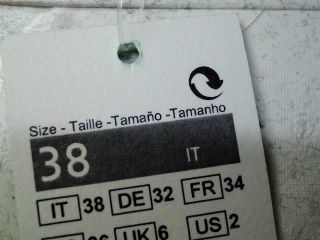 Size - Taille -Tamaño -Tamanho
38 IT
IT 38 DE 32 FR 34
UK 6 US 2